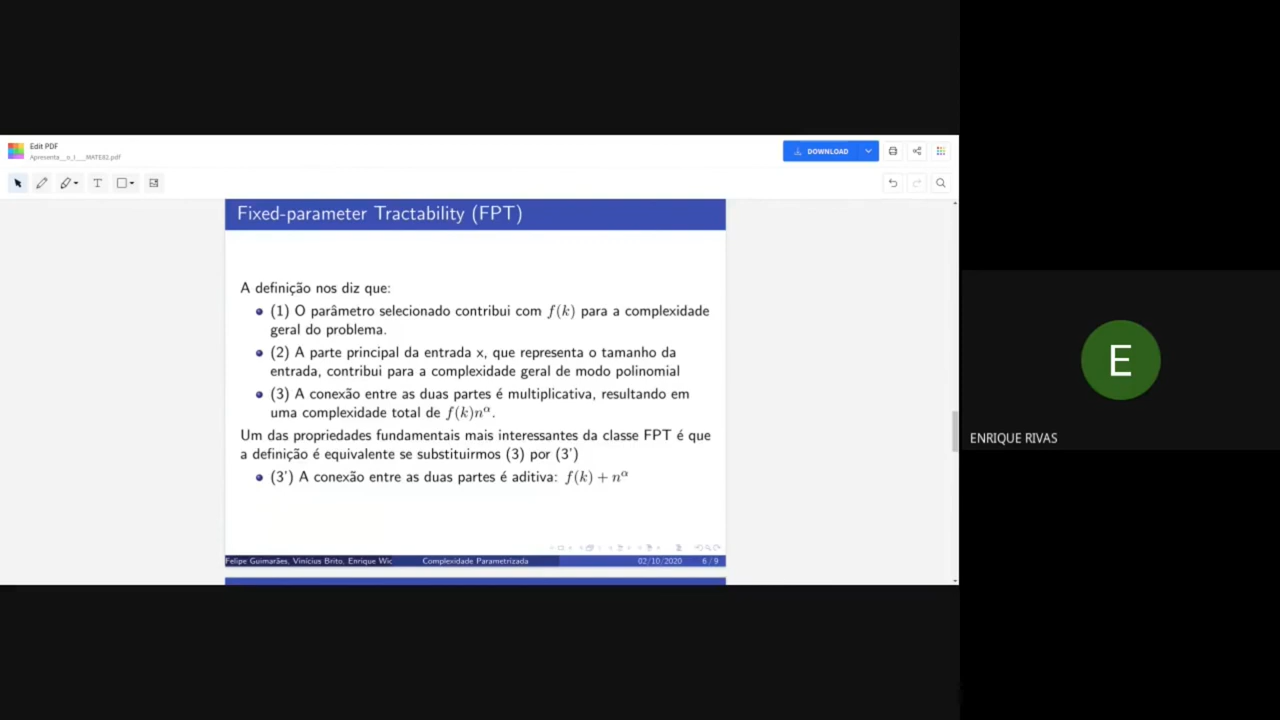 Edit PDF
Apresenta__o_I___MATE82.pdf
DOWNLOAD
T
Fixed-parameter Tractability (FPT)
A definição nos diz que:
(1) O parâmetro selecionado contribui com f(k) para a complexidade
geral do problema.
(2) A parte principal da entrada x, que representa o tamanho da
entrada, contribui para a complexidade geral de modo polinomial
(3) A conexão entre as duas partes é multiplicativa, resultando em
uma complexidade total de f(k)n^α.
Um das propriedades fundamentais mais interessantes da classe FPT é que
a definição é equivalente se substituirmos (3) por (3')
(3') A conexão entre as duas partes é aditiva: f(k) + n^α
Felipe Guimarães, Vinícius Brito, Enrique Wic
Complexidade Parametrizada
02/10/2020
6 / 9
E
ENRIQUE RIVAS